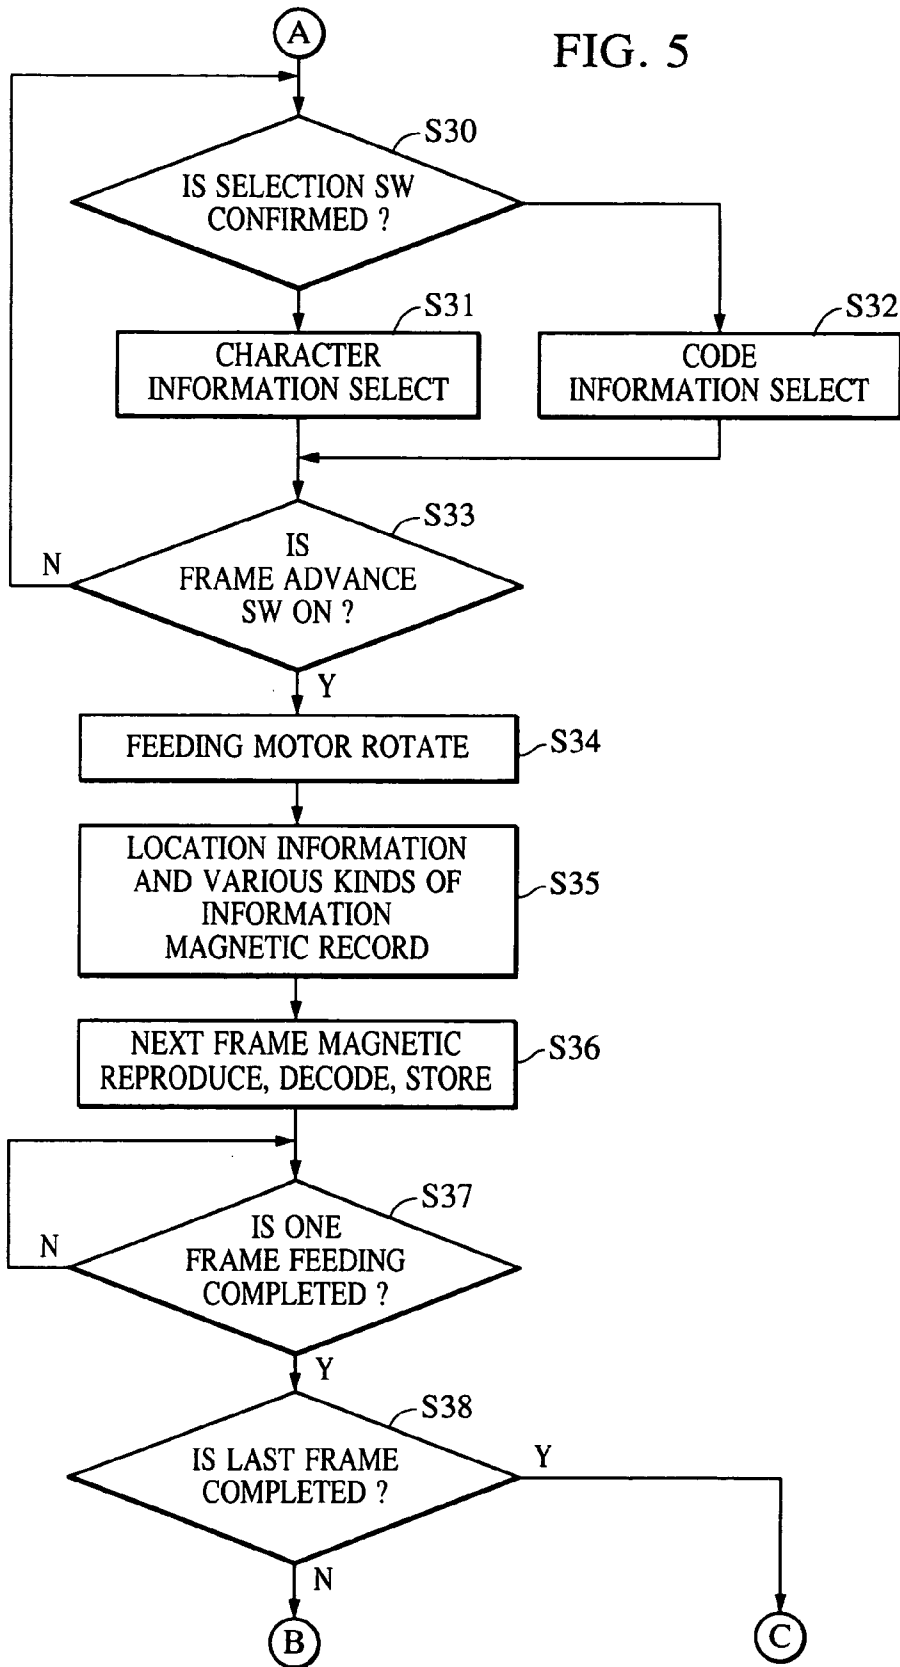 A
FIG. 5
S30
IS SELECTION SW
CONFIRMED ?
S31
CHARACTER
INFORMATION SELECT
S32
CODE
INFORMATION SELECT
S33
IS
FRAME ADVANCE
SW ON ?
N
Y
FEEDING MOTOR ROTATE
S34
LOCATION INFORMATION
AND VARIOUS KINDS OF
INFORMATION
MAGNETIC RECORD
S35
NEXT FRAME MAGNETIC
REPRODUCE, DECODE, STORE
S36
S37
IS ONE
FRAME FEEDING
COMPLETED ?
N
Y
S38
IS LAST FRAME
COMPLETED ?
Y
N
B
C